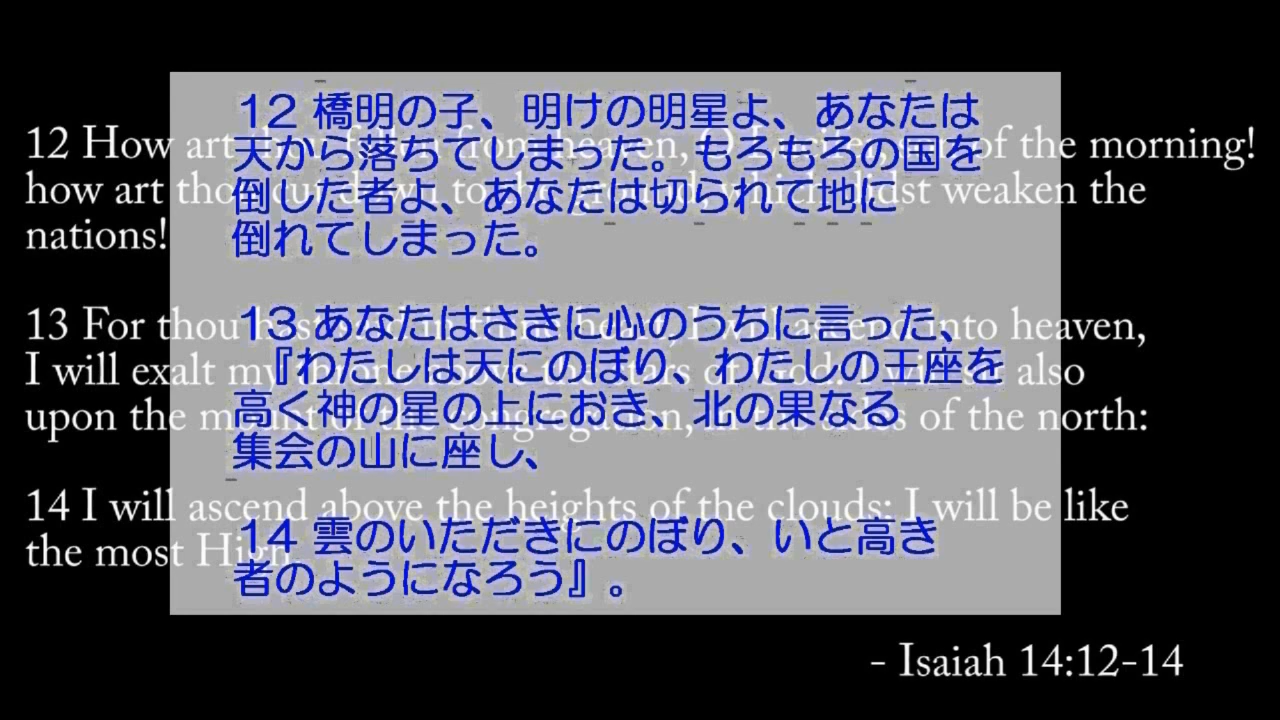 12 橋明の子、明けの明星よ、あなたは
天から落ちてしまった。もろもろの国を
倒した者よ、あなたは切られて地に
倒れてしまった。
13 あなたはさきに心のうちに言った、
『わたしは天にのぼり、わたしの王座を
高く神の星の上におき、北の果なる
集会の山に座し、
14 雲のいただきにのぼり、いと高き
者のようになろう』。
12 How art of the morning!
how art weaken the
nations!
13 For thou into heaven,
I will exalt my also
upon the congregation, of the north:
14 I will ascend above the heights of the clouds; I will be like
the most High
- Isaiah 14:12-14